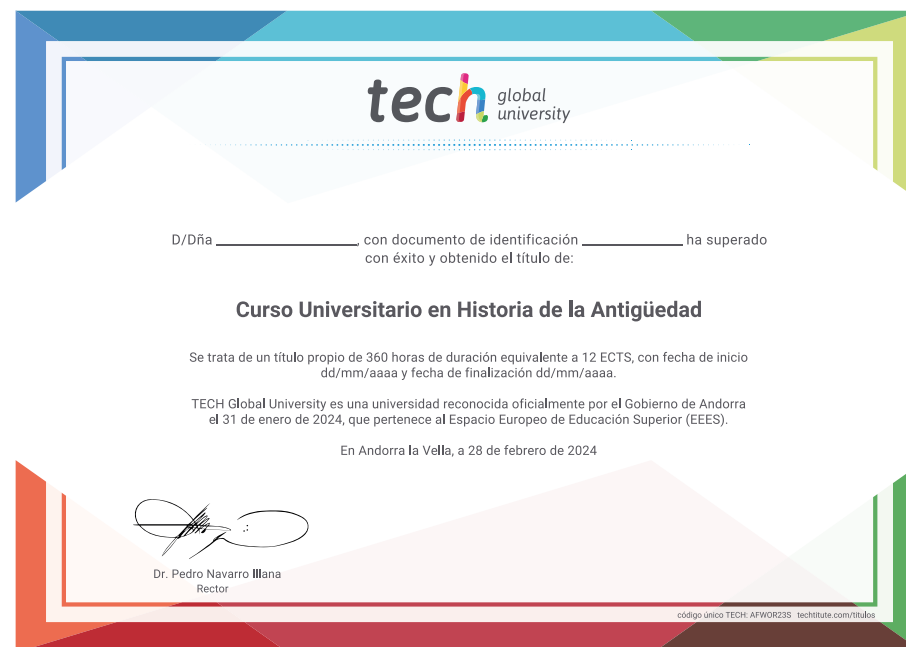 tech global
university
D/Dña ____________________, con documento de identificación ______________ ha superado
con éxito y obtenido el título de:
Curso Universitario en Historia de la Antigüedad
Se trata de un título propio de 360 horas de duración equivalente a 12 ECTS, con fecha de inicio
dd/mm/aaaa y fecha de finalización dd/mm/aaaa.
TECH Global University es una universidad reconocida oficialmente por el Gobierno de Andorra
el 31 de enero de 2024, que pertenece al Espacio Europeo de Educación Superior (EEES).
En Andorra la Vella, a 28 de febrero de 2024
Dr. Pedro Navarro Illana
Rector
código único TECH: AFWOR23S techtitute.com/titulos